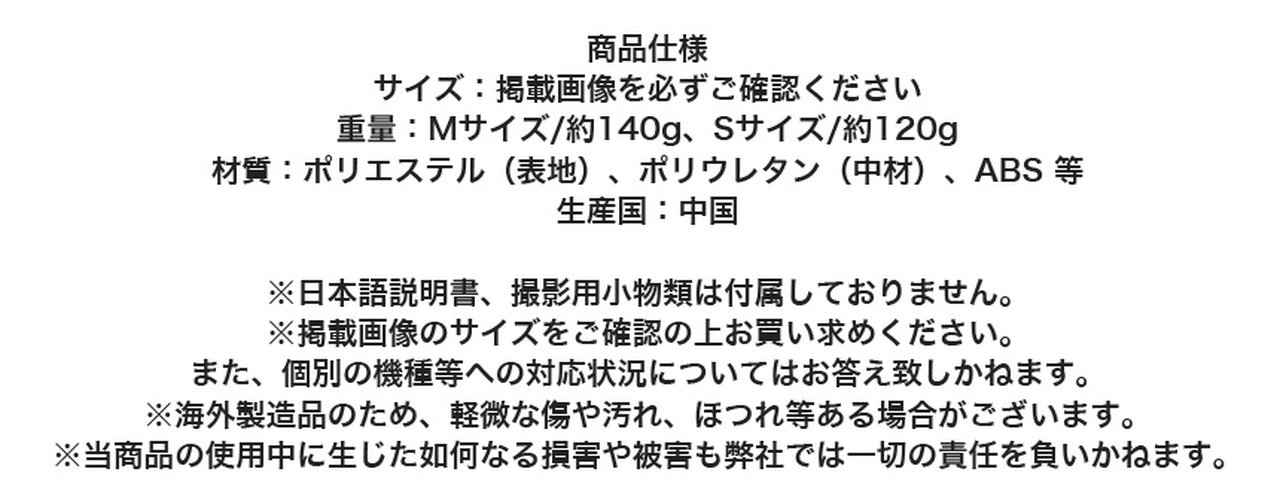 商品仕様
サイズ：掲載画像を必ずご確認ください
重量：Mサイズ/約140g、Sサイズ/約120g
材質：ポリエステル（表地）、ポリウレタン（中材）、ABS 等
生産国：中国
※日本語説明書、撮影用小物類は付属しておりません。
※掲載画像のサイズをご確認の上お買い求めください。
また、個別の機種等への対応状況についてはお答え致しかねます。
※海外製造品のため、軽微な傷や汚れ、ほつれ等ある場合がございます。
※当商品の使用中に生じた如何なる損害や被害も弊社では一切の責任を負いかねます。